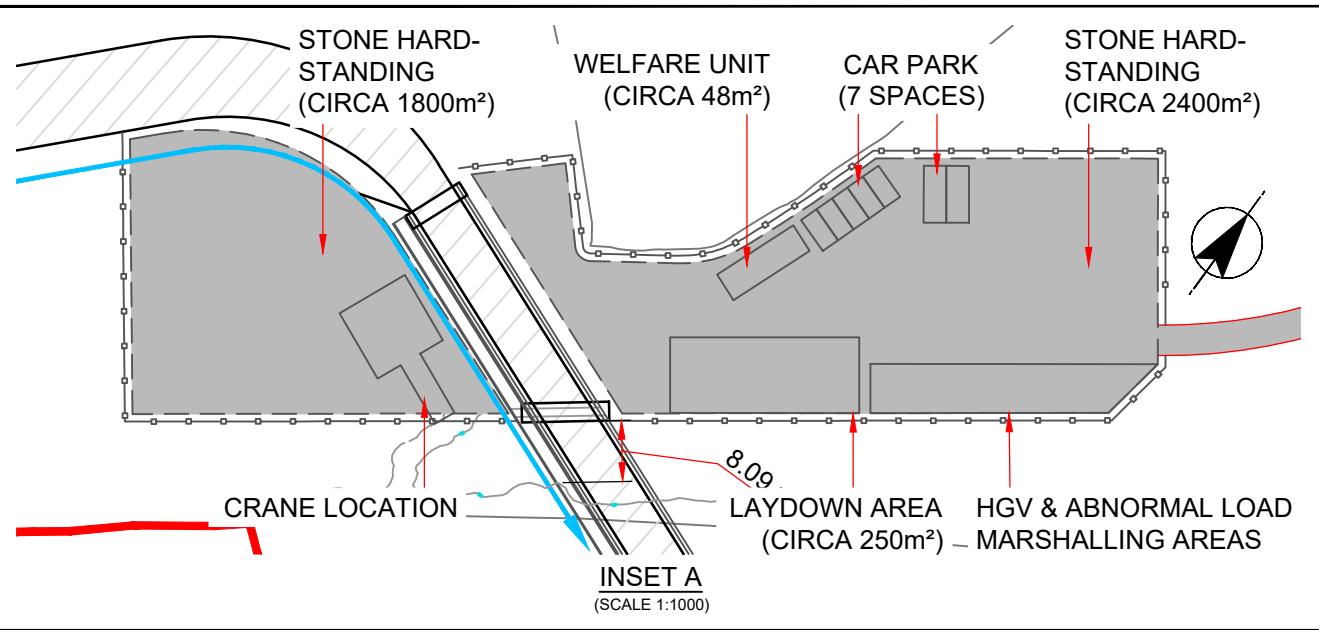 STONE HARD-
STANDING
(CIRCA 1800m²)
WELFARE UNIT
(CIRCA 48m²)
CAR PARK
(7 SPACES)
STONE HARD-
STANDING
(CIRCA 2400m²)
8.09
CRANE LOCATION
LAYDOWN AREA
(CIRCA 250m²)
HGV & ABNORMAL LOAD
MARSHALLING AREAS
INSET A
(SCALE 1:1000)